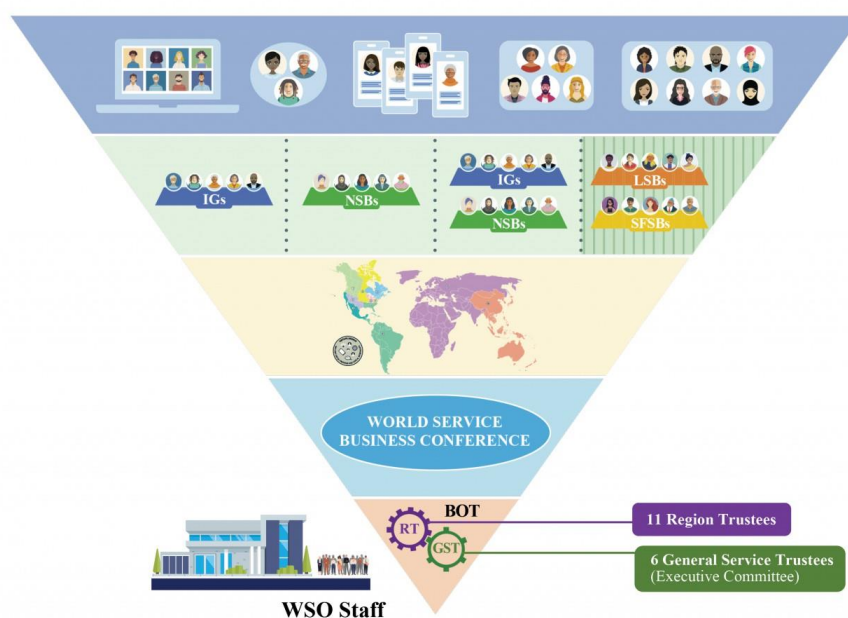 IGs
NSBs
IGs
NSBs
LSBs
SFSBs
WORLD SERVICE
BUSINESS CONFERENCE
BOT
RT
GST
11 Region Trustees
6 General Service Trustees
(Executive Committee)
WSO Staff